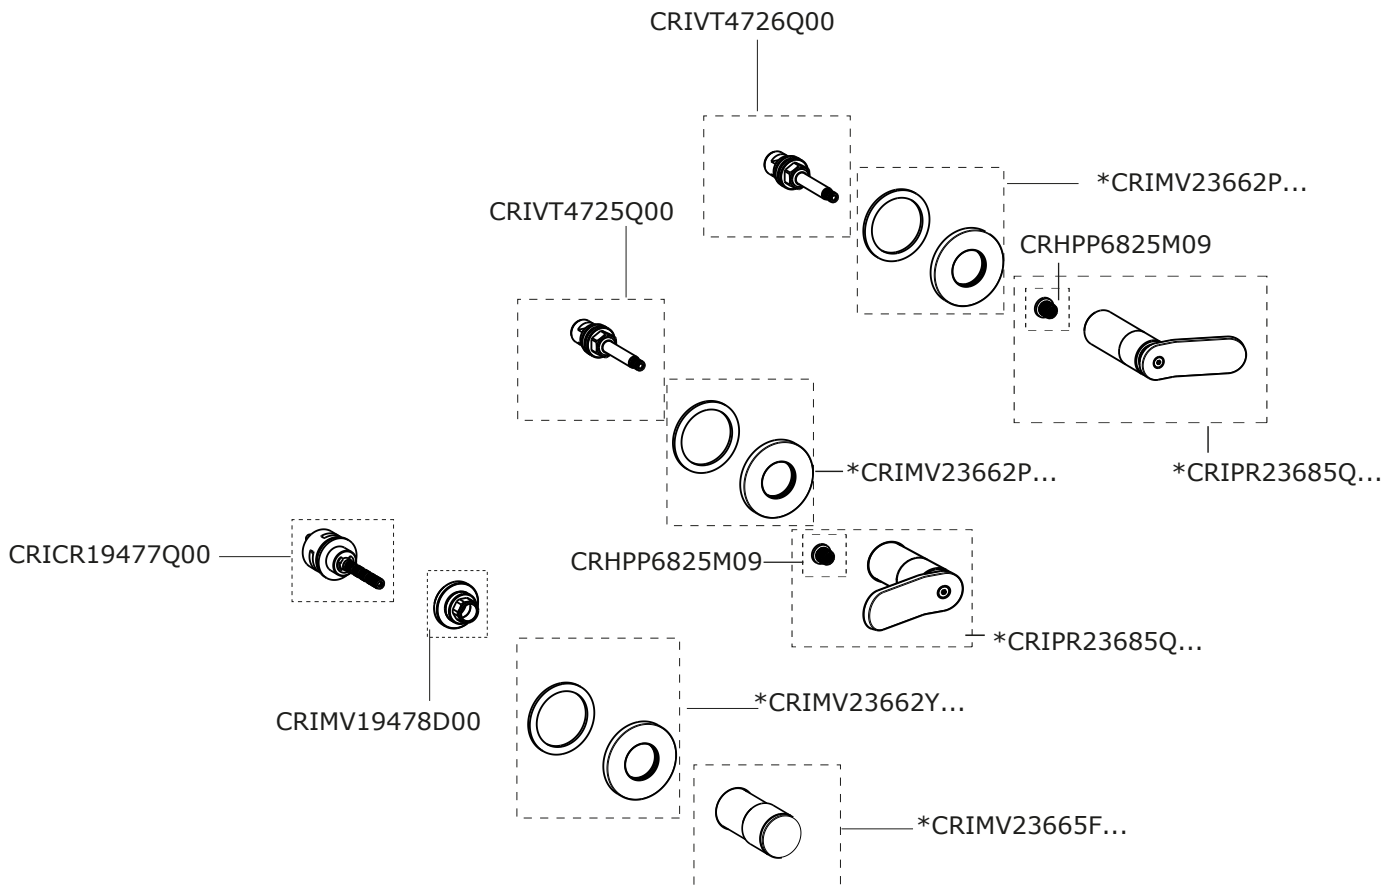 CRIVT4726Q00
*CRIMV23662P...
CRIVT4725Q00
CRHPP6825M09
*CRIMV23662P...
*CRIPR23685Q...
CRICR19477Q00
CRHPP6825M09
*CRIPR23685Q...
CRIMV19478D00
*CRIMV23662Y...
*CRIMV23665F...